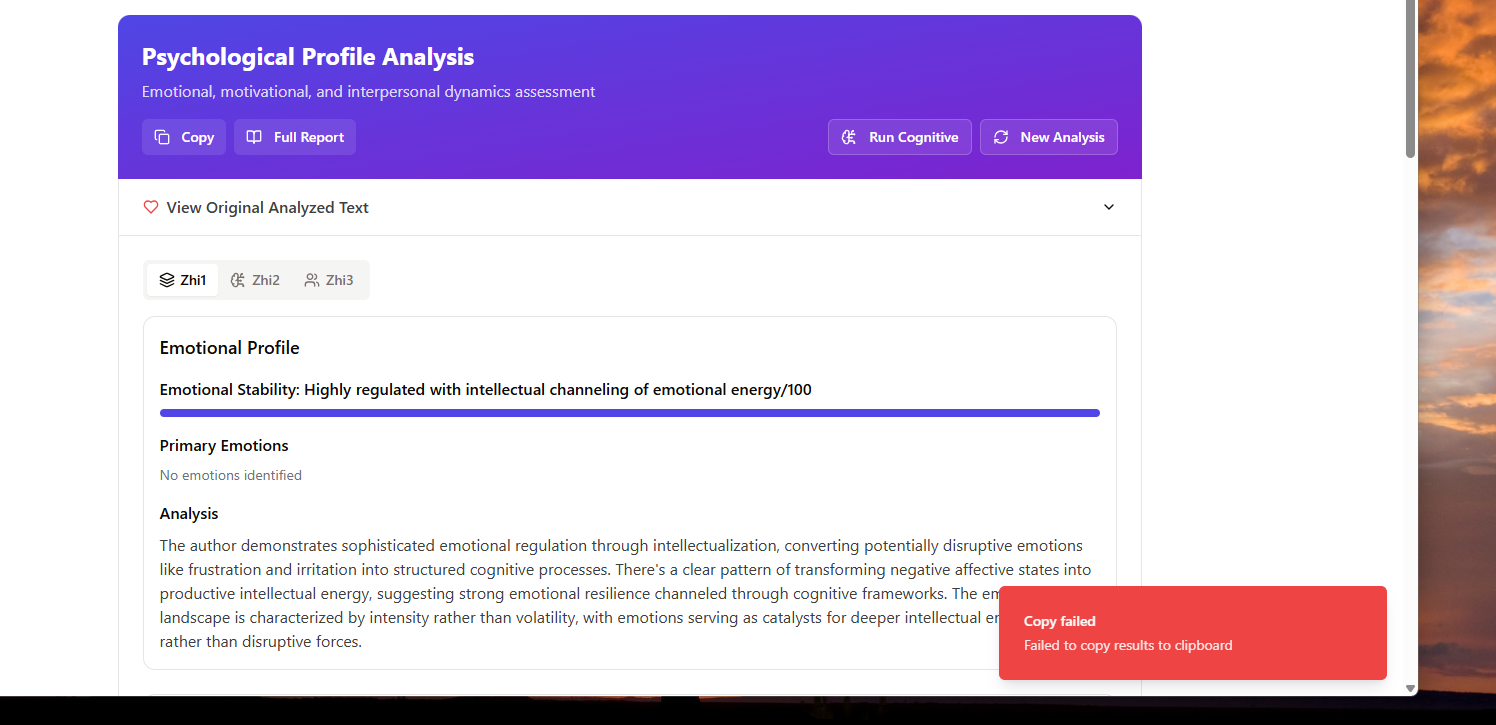 Psychological Profile Analysis
Emotional, motivational, and interpersonal dynamics assessment
Copy
Full Report
Run Cognitive
New Analysis
View Original Analyzed Text
Zhi1
Zhi2
Zhi3
Emotional Profile
Emotional Stability: Highly regulated with intellectual channeling of emotional energy/100
Primary Emotions
No emotions identified
Analysis
The author demonstrates sophisticated emotional regulation through intellectualization, converting potentially disruptive emotions
like frustration and irritation into structured cognitive processes. There's a clear pattern of transforming negative affective states into
productive intellectual energy, suggesting strong emotional resilience channeled through cognitive frameworks. The
landscape is characterized by intensity rather than volatility, with emotions serving as catalysts for deeper intellectual
rather than disruptive forces.
Copy failed
Failed to copy results to clipboard